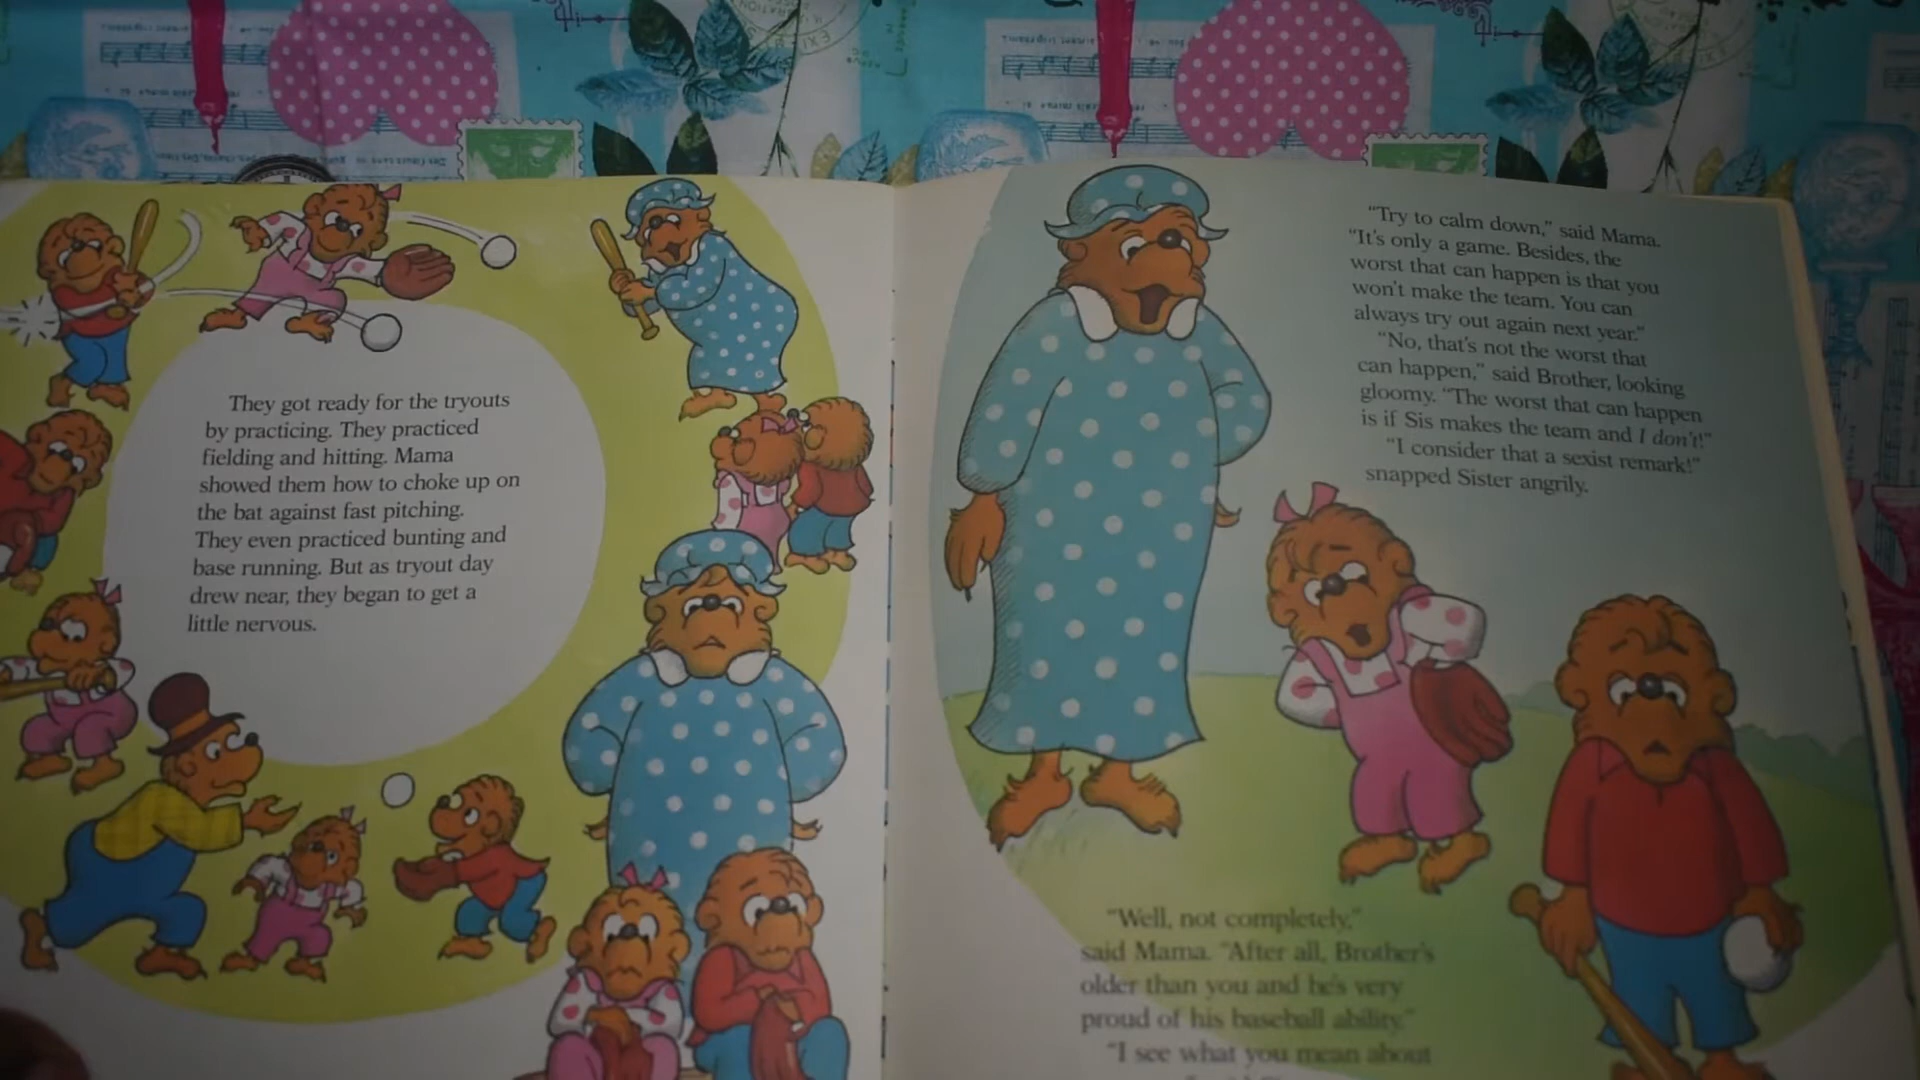 They got ready for the tryouts
by practicing. They practiced
fielding and hitting. Mama
showed them how to choke up on
the bat against fast pitching.
They even practiced bunting and
base running. But as tryout day
drew near, they began to get a
little nervous.
"Try to calm down," said Mama.
"It's only a game. Besides, the
worst that can happen is that you
won't make the team. You can
always try out again next year."
"No, that's not the worst that
can happen," said Brother, looking
gloomy. "The worst that can happen
is if Sis makes the team and I don't!"
"I consider that a sexist remark!"
snapped Sister angrily.
"Well, not completely,"
said Mama. "After all, Brother's
older than you and he's very
proud of his baseball ability."
"I see what you mean about